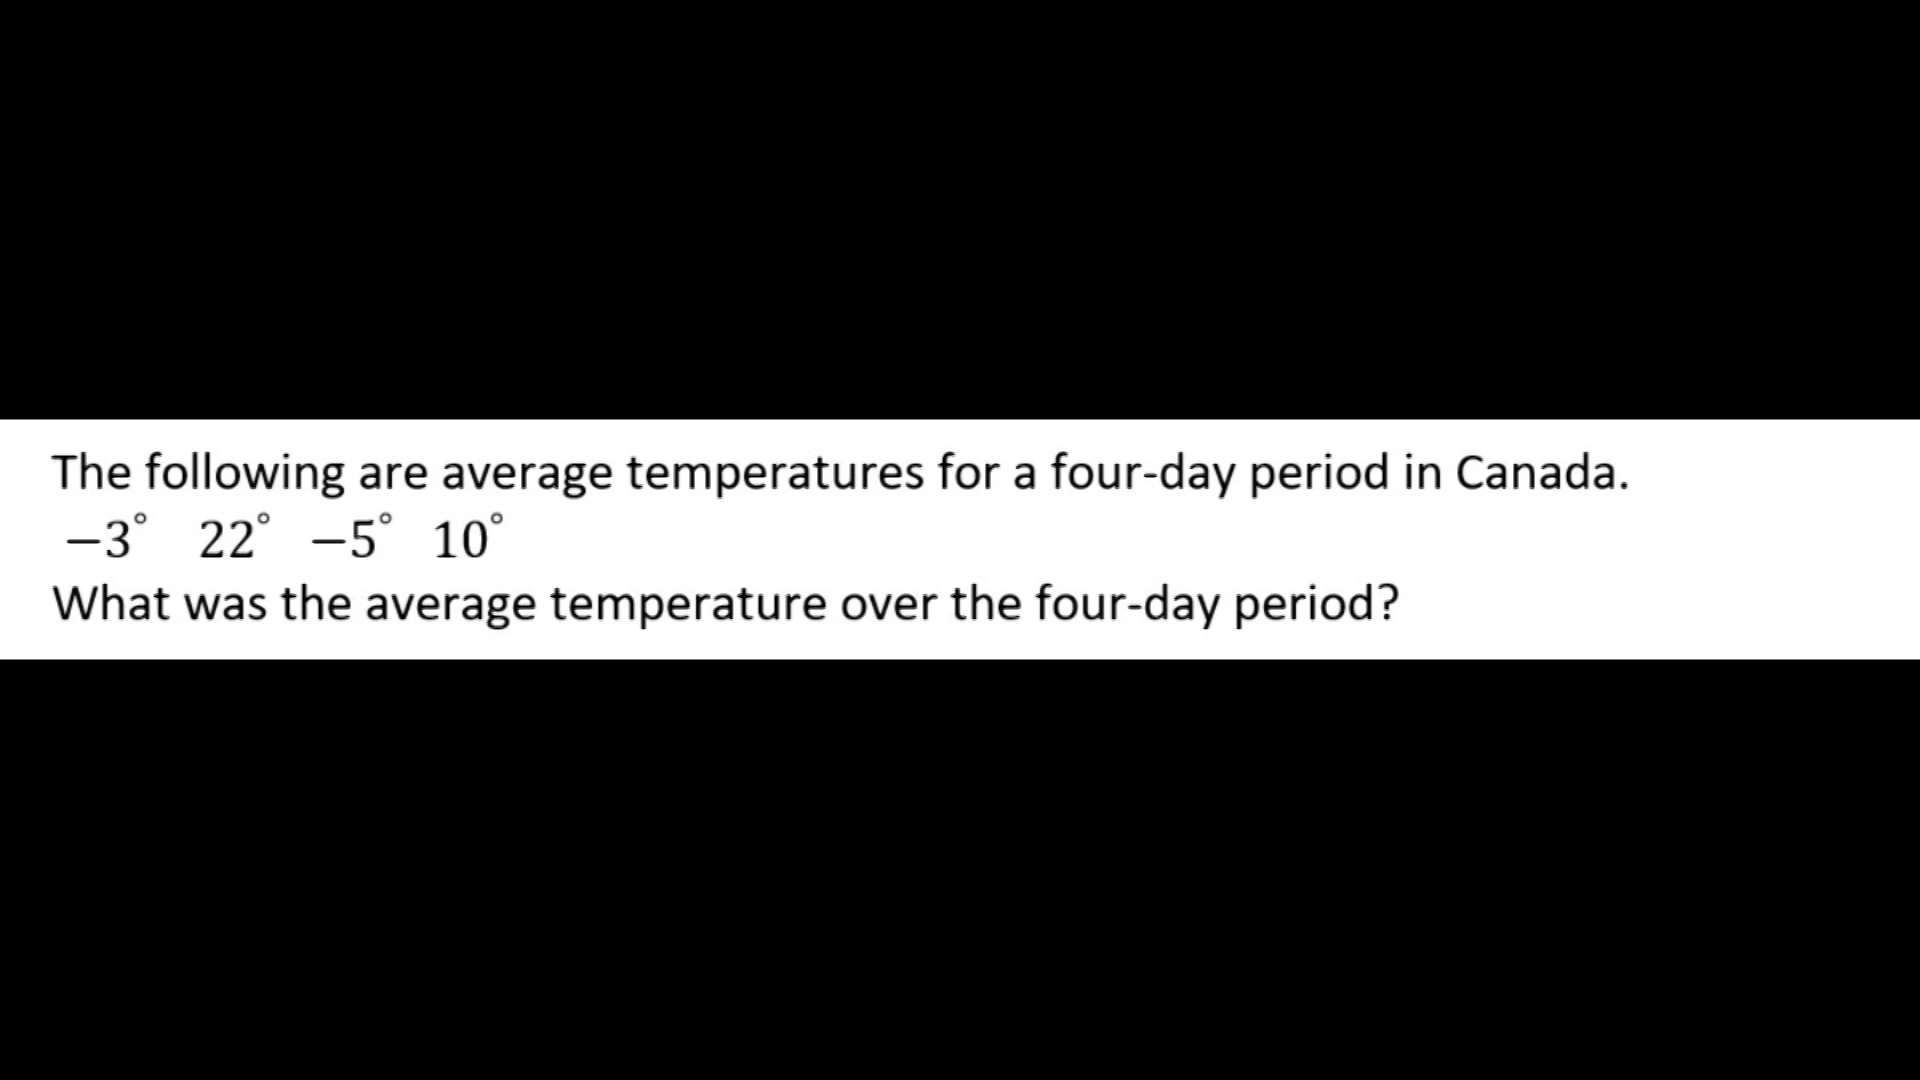 The following are average temperatures for a four-day period in Canada.
−3° 22° −5° 10°
What was the average temperature over the four-day period?